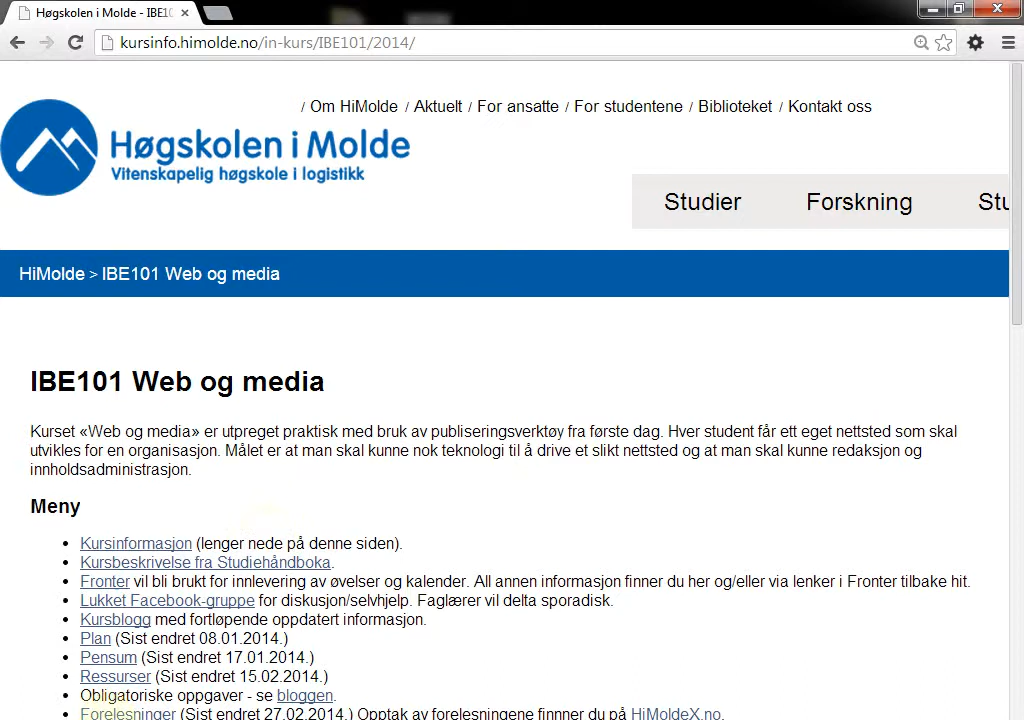 Høgskolen i Molde - IBE10
kursinfo.himolde.no/in-kurs/IBE101/2014/
/ Om HiMolde / Aktuelt / For ansatte / For studentene / Biblioteket / Kontakt oss
Høgskolen i Molde
Vitenskapelig høgskole i logistikk
Studier Forskning Stu
HiMolde > IBE101 Web og media
IBE101 Web og media
Kurset «Web og media» er utpreget praktisk med bruk av publiseringsverktøy fra første dag. Hver student får ett eget nettsted som skal
utvikles for en organisasjon. Målet er at man skal kunne nok teknologi til å drive et slikt nettsted og at man skal kunne redaksjon og
innholdsadministrasjon.
Meny
• Kursinformasjon (lenger nede på denne siden).
• Kursbeskrivelse fra Studiehåndboka.
• Fronter vil bli brukt for innlevering av øvelser og kalender. All annen informasjon finner du her og/eller via lenker i Fronter tilbake hit.
• Lukket Facebook-gruppe for diskusjon/selvhjelp. Faglærer vil delta sporadisk.
• Kursblogg med fortløpende oppdatert informasjon.
• Plan (Sist endret 08.01.2014.)
• Pensum (Sist endret 17.01.2014.)
• Ressurser (Sist endret 15.02.2014.)
• Obligatoriske oppgaver - se bloggen.
• Forelesninger (Sist endret 27.02.2014.) Opptak av forelesningene finnner du på HiMoldeX.no.